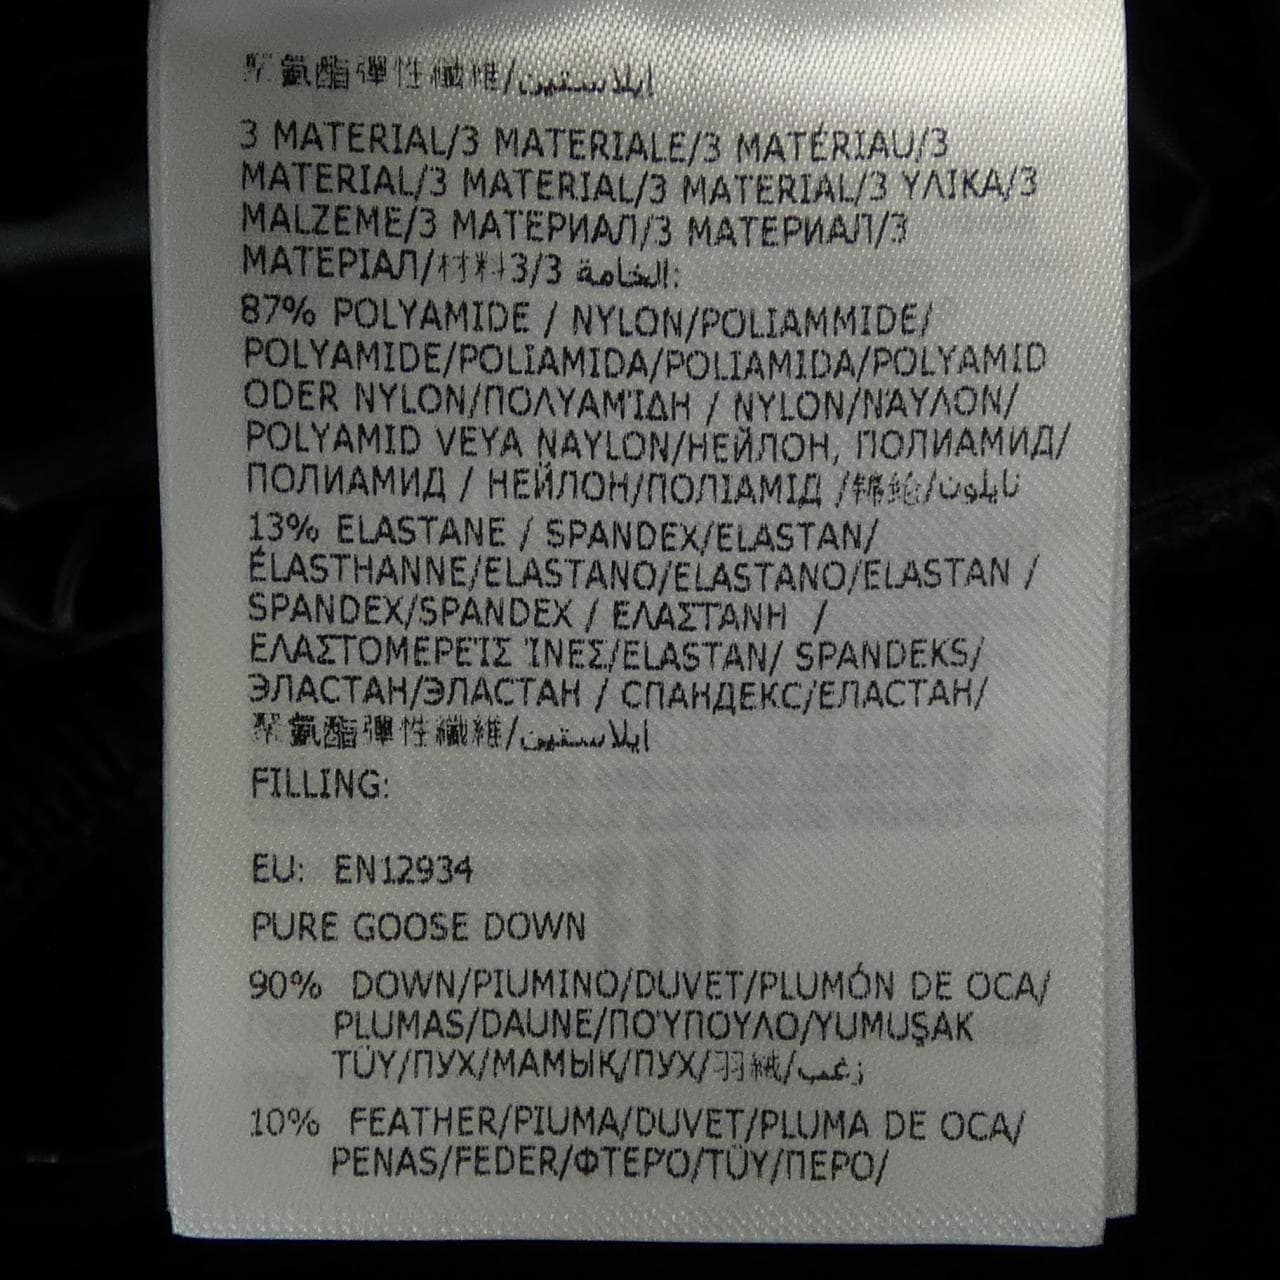 聚氨酯彈性纖維/ايلاستين
3 MATERIAL/3 MATERIALE/3 MATÉRIAU/3
MATERIAL/3 MATERIAL/3 MATERIAL/3 ΥΛΙΚΑ/3
MALZEME/3 МАТЕРИАЛ/3 МАТЕРИАЛ/3
МАТЕРІАЛ/材料3/3 الخامة:
87% POLYAMIDE / NYLON/POLIAMMIDE/
POLYAMIDE/POLIAMIDA/POLIAMIDA/POLYAMID
ODER NYLON/ΠΟΛΥΑΜΊΔΗ / NYLON/ΝΆΥΛΟΝ/
POLYAMID VEYA NAYLON/НЕЙЛОН, ПОЛИАМИД/
ПОЛИАМИД / НЕЙЛОН/ПОЛІАМІД /錦綸/نايلون
13% ELASTANE / SPANDEX/ELASTAN/
ÉLASTHANNE/ELASTANO/ELASTANO/ELASTAN /
SPANDEX/SPANDEX / ΕΛΑΣΤΆΝΗ /
ΕΛΑΣΤΟΜΕΡΕΊΣ ΊΝΕΣ/ELASTAN/ SPANDEKS/
ЭЛАСТАН/ЭЛАСТАН / СПАНДЕКС/ЕЛАСТАН/
聚氨酯彈性纖維/ايلاستين
FILLING:
EU: EN12934
PURE GOOSE DOWN
90% DOWN/PIUMINO/DUVET/PLUMÓN DE OCA/
PLUMAS/DAUNE/ΠΟΎΠΟΥΛΟ/YUMUŞAK
TÜY/ПУХ/МАМЫҚ/ПУХ/羽絨/زغب
10% FEATHER/PIUMA/DUVET/PLUMA DE OCA/
PENAS/FEDER/ΦΤΕΡΌ/TÜY/ПЕРО/